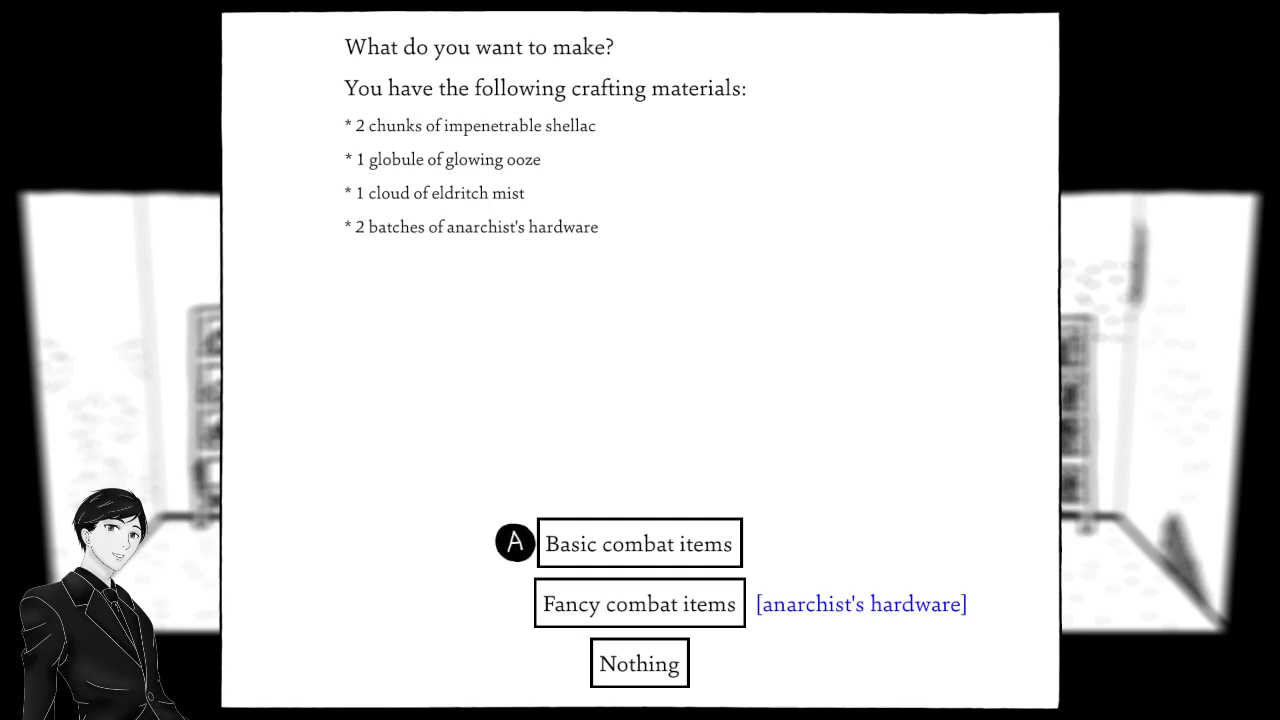 What do you want to make?
You have the following crafting materials:
* 2 chunks of impenetrable shellac
* 1 globule of glowing ooze
* 1 cloud of eldritch mist
* 2 batches of anarchist's hardware
A Basic combat items
Fancy combat items [anarchist's hardware]
Nothing